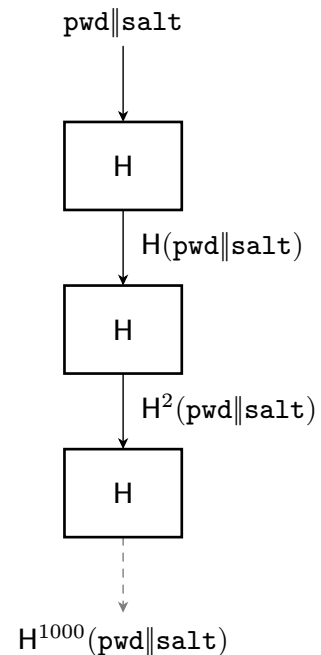 pwd‖salt
H
H(pwd‖salt)
H
H²(pwd‖salt)
H
H¹⁰⁰⁰(pwd‖salt)